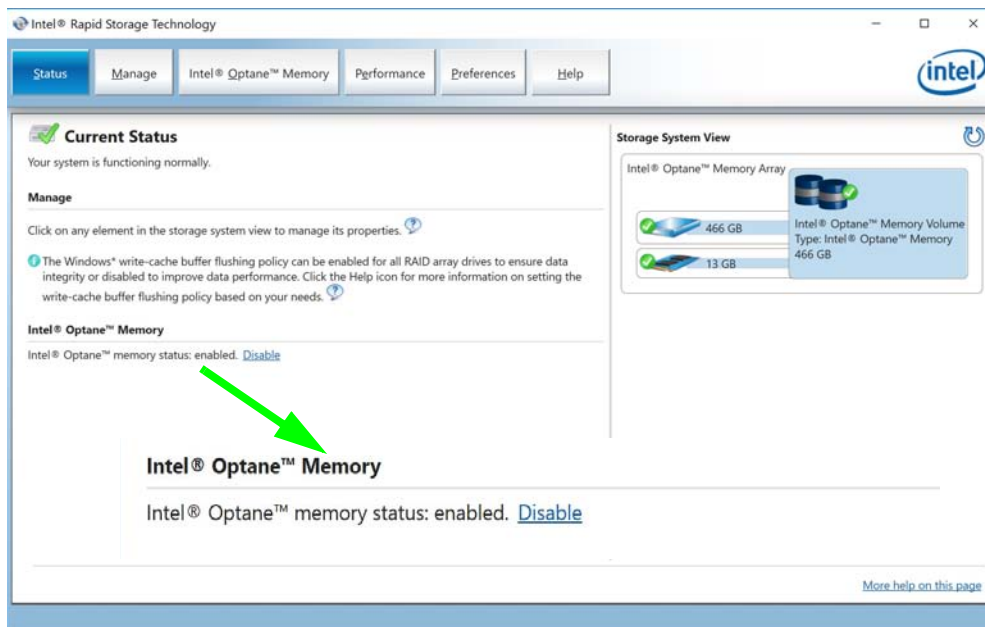 Intel® Rapid Storage Technology
Status
Manage
Intel® Optane™ Memory
Performance
Preferences
Help
intel
Current Status
Your system is functioning normally.
Manage
Click on any element in the storage system view to manage its properties.
The Windows* write-cache buffer flushing policy can be enabled for all RAID array drives to ensure data
integrity or disabled to improve data performance. Click the Help icon for more information on setting the
write-cache buffer flushing policy based on your needs.
Intel® Optane™ Memory
Intel® Optane™ memory status: enabled. Disable
Storage System View
Intel® Optane™ Memory Array
466 GB
13 GB
Intel® Optane™ Memory Volume
Type: Intel® Optane™ Memory
466 GB
Intel® Optane™ Memory
Intel® Optane™ memory status: enabled. Disable
More help on this page